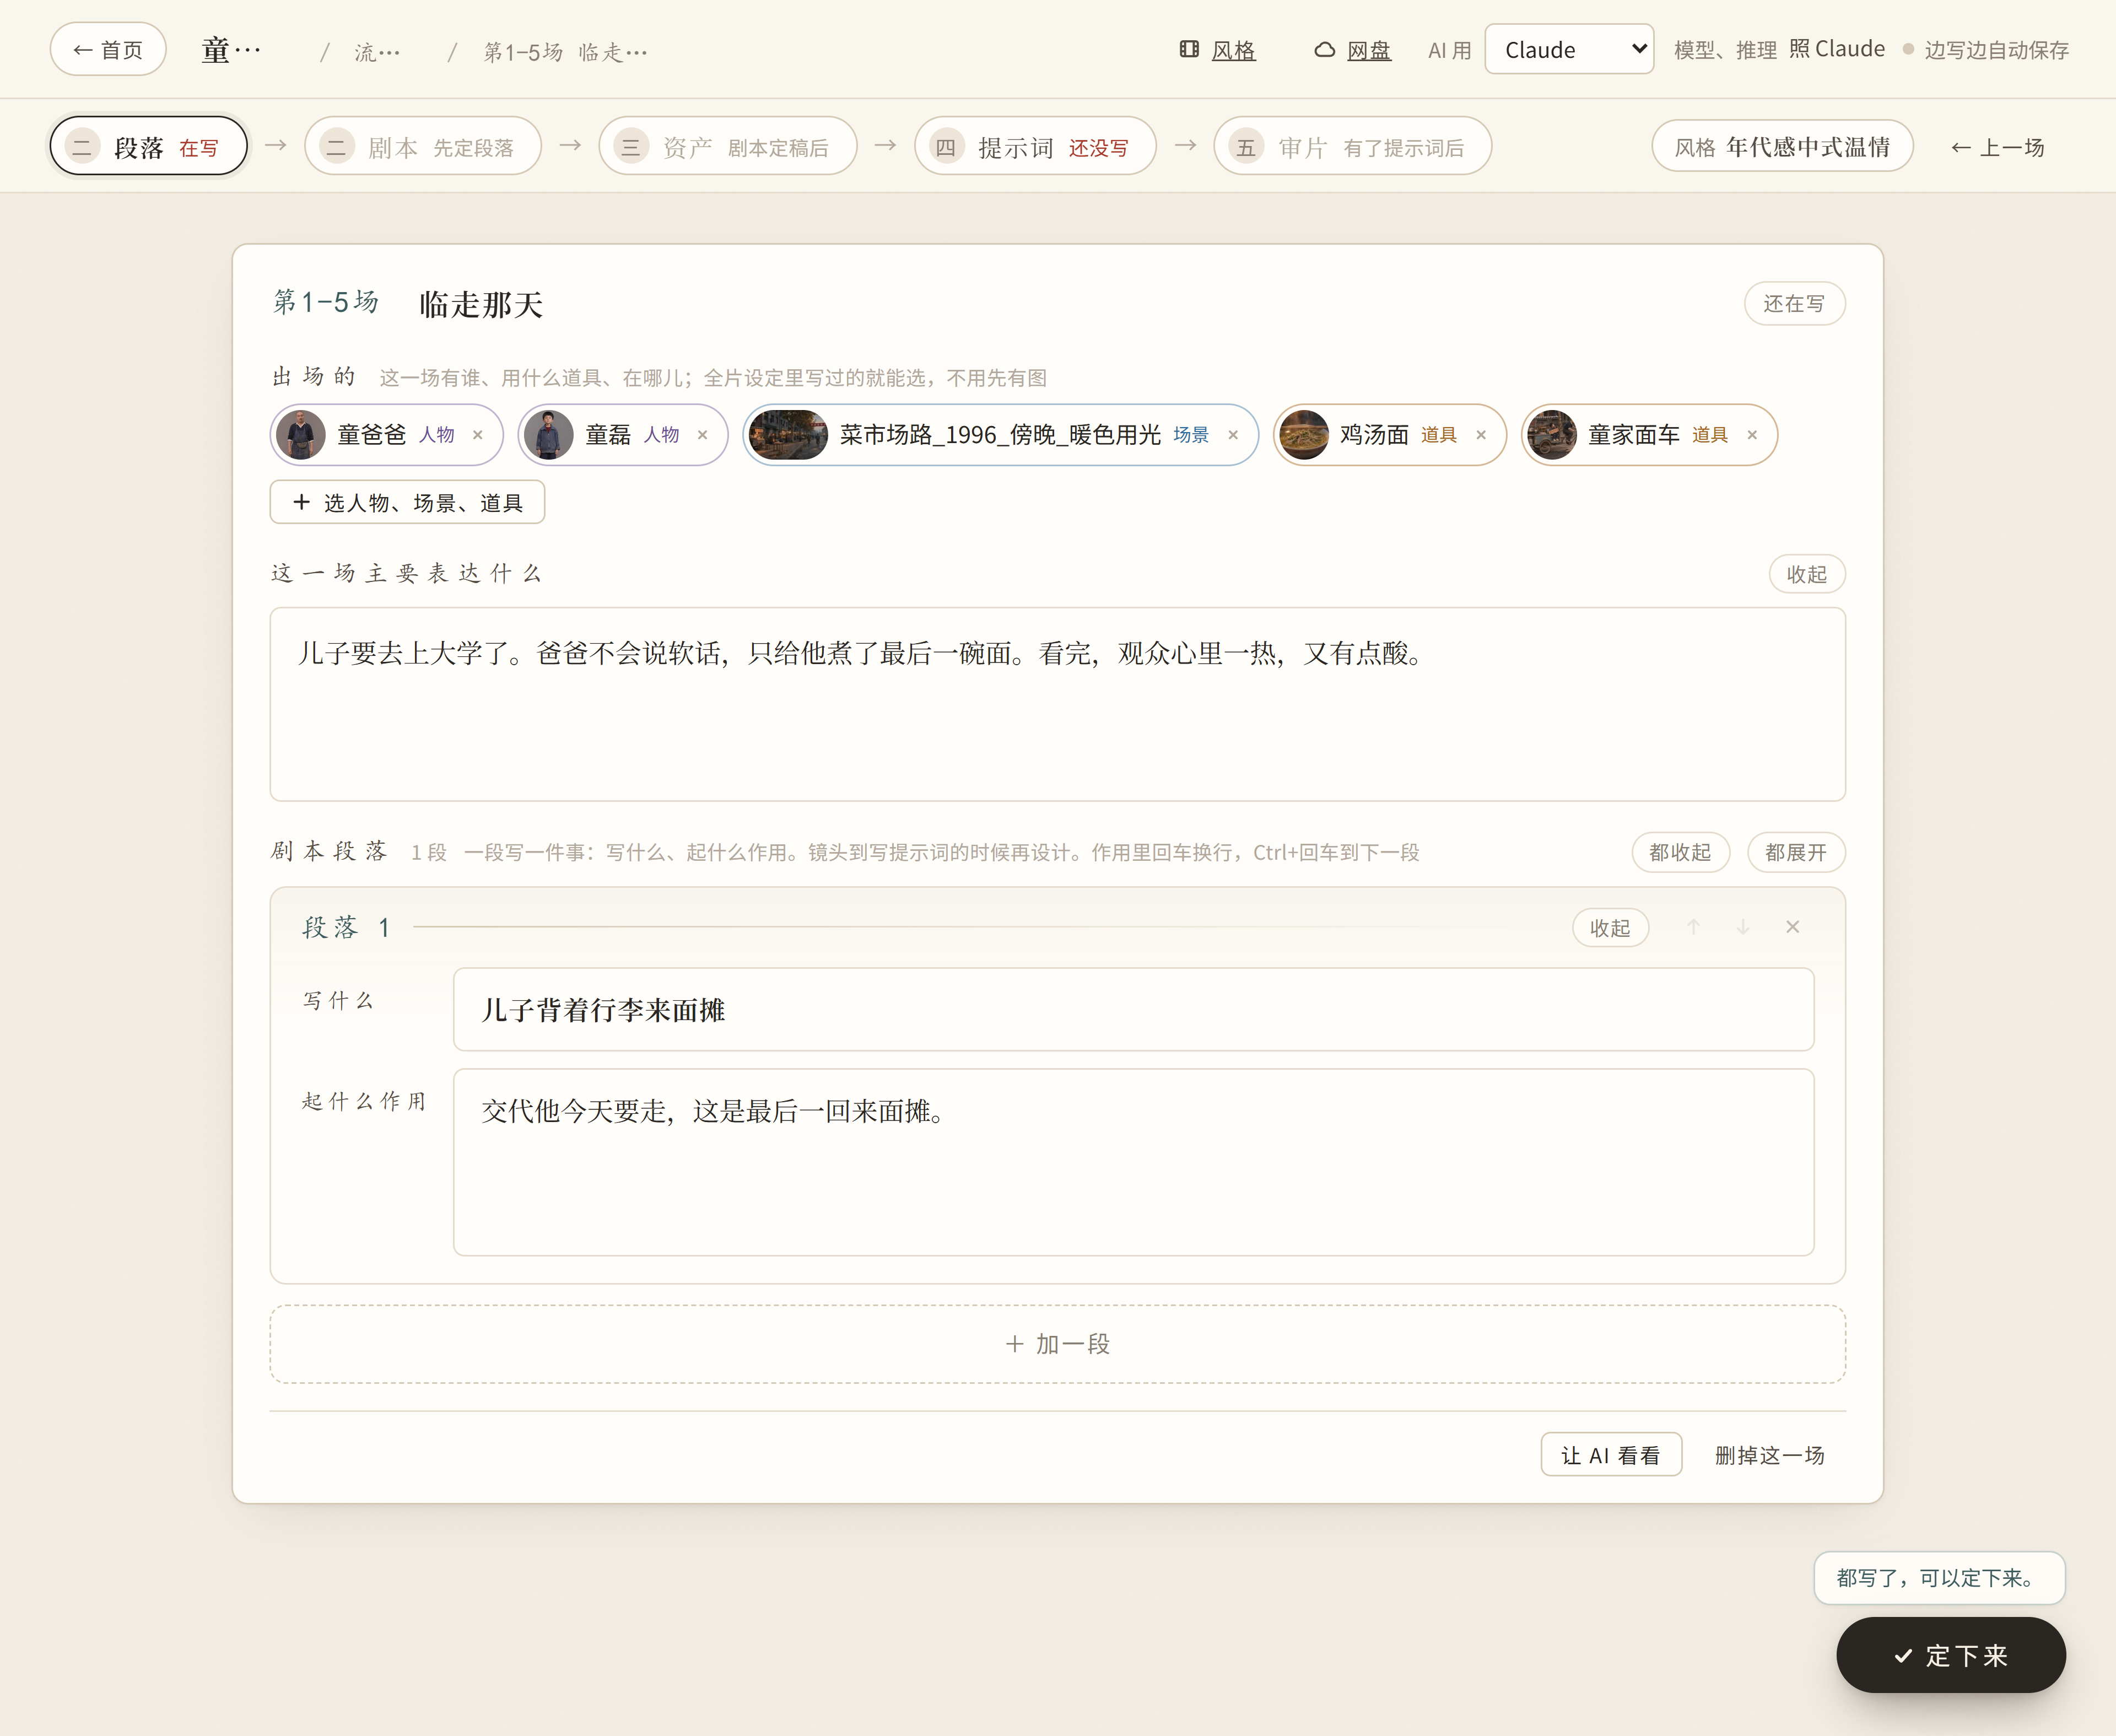 ← 首页 童… / 流… / 第1-5场 临走… 风格 网盘 AI 用 Claude 模型、推理 照 Claude 边写边自动保存
二 段落 在写 → 二 剧本 先定段落 → 三 资产 剧本定稿后 → 四 提示词 还没写 → 五 审片 有了提示词后 风格 年代感中式温情 ← 上一场
第1-5场 临走那天 还在写
出场的 这一场有谁、用什么道具、在哪儿；全片设定里写过的就能选，不用先有图
童爸爸 人物 × 童磊 人物 × 菜市场路_1996_傍晚_暖色用光 场景 × 鸡汤面 道具 × 童家面车 道具 ×
+ 选人物、场景、道具
这一场主要表达什么 收起
儿子要去上大学了。爸爸不会说软话，只给他煮了最后一碗面。看完，观众心里一热，又有点酸。
剧本段落 1 段 一段写一件事：写什么、起什么作用。镜头到写提示词的时候再设计。作用里回车换行，Ctrl+回车到下一段 都收起 都展开
段落 1 收起 ↑ ↓ ×
写什么 儿子背着行李来面摊
起什么作用 交代他今天要走，这是最后一回来面摊。
+ 加一段
让 AI 看看 删掉这一场
都写了，可以定下来。
✓ 定下来